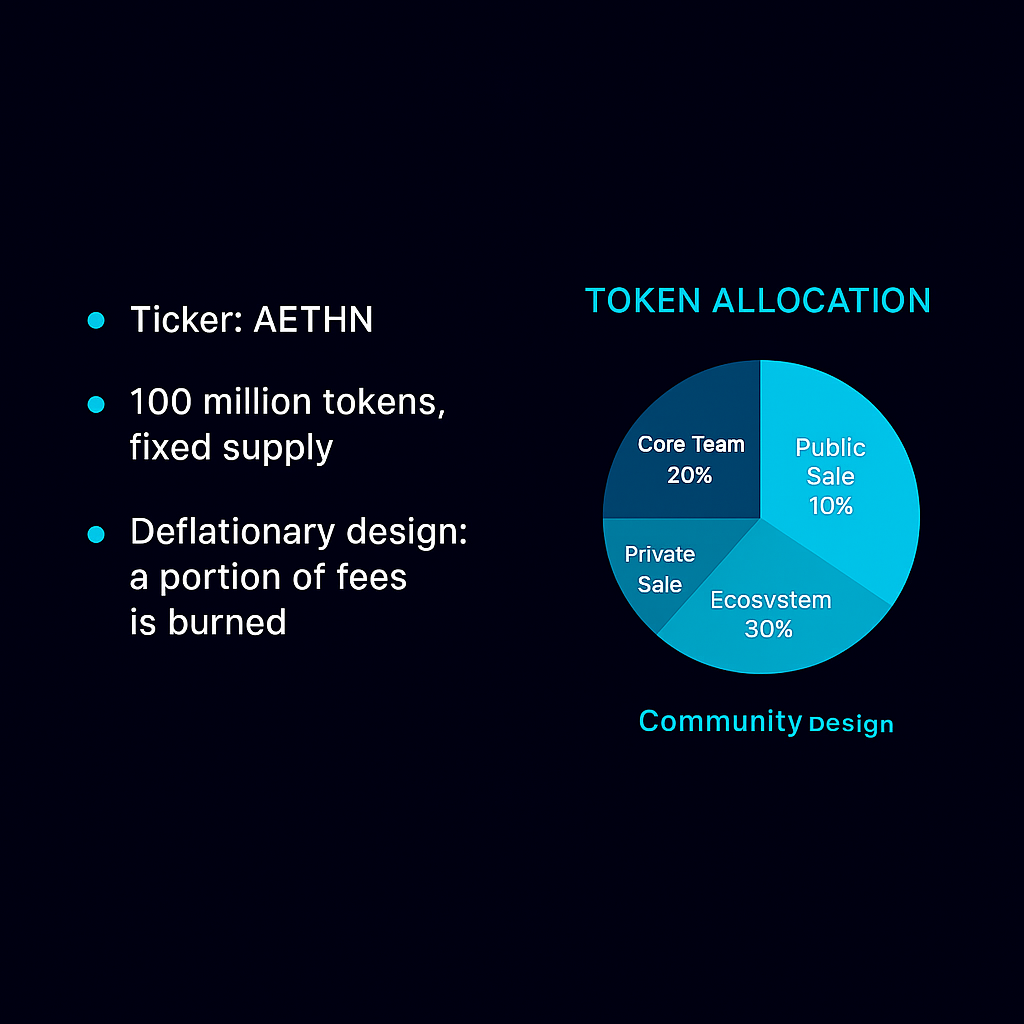 Ticker: AETHN
100 million tokens,
fixed supply
Deflationary design:
a portion of fees
is burned
TOKEN ALLOCATION
Core Team
20%
Public
Sale
10%
Private
Sale
Ecosvstem
30%
Community Design